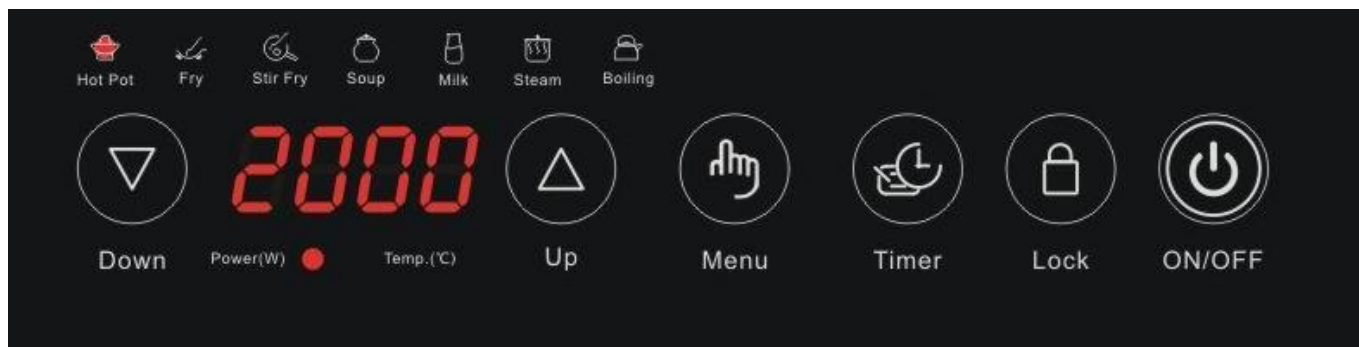 Hot Pot Fry Stir Fry Soup Milk Steam Boiling
2000
Down Power(W) Temp.(℃) Up Menu Timer Lock ON/OFF